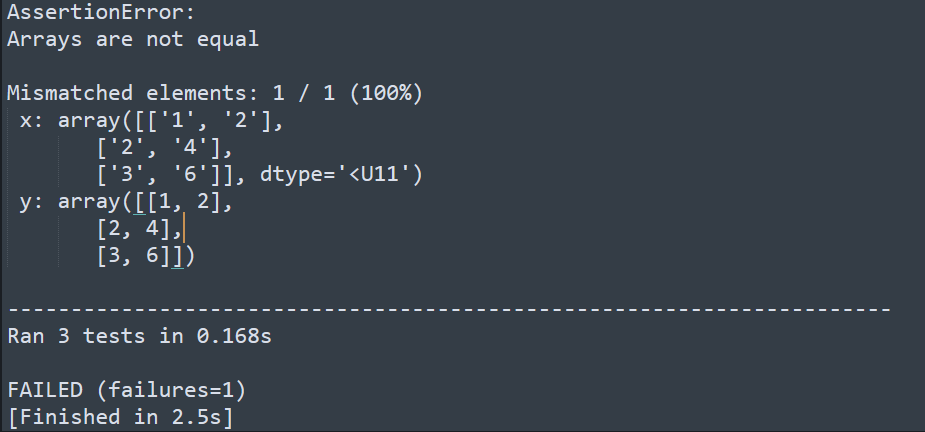 AssertionError:
Arrays are not equal

Mismatched elements: 1 / 1 (100%)
 x: array([['1', '2'],
       ['2', '4'],
       ['3', '6']], dtype='<U11')
 y: array([[1, 2],
       [2, 4],
       [3, 6]])

----------------------------------------------------------------------
Ran 3 tests in 0.168s

FAILED (failures=1)
[Finished in 2.5s]